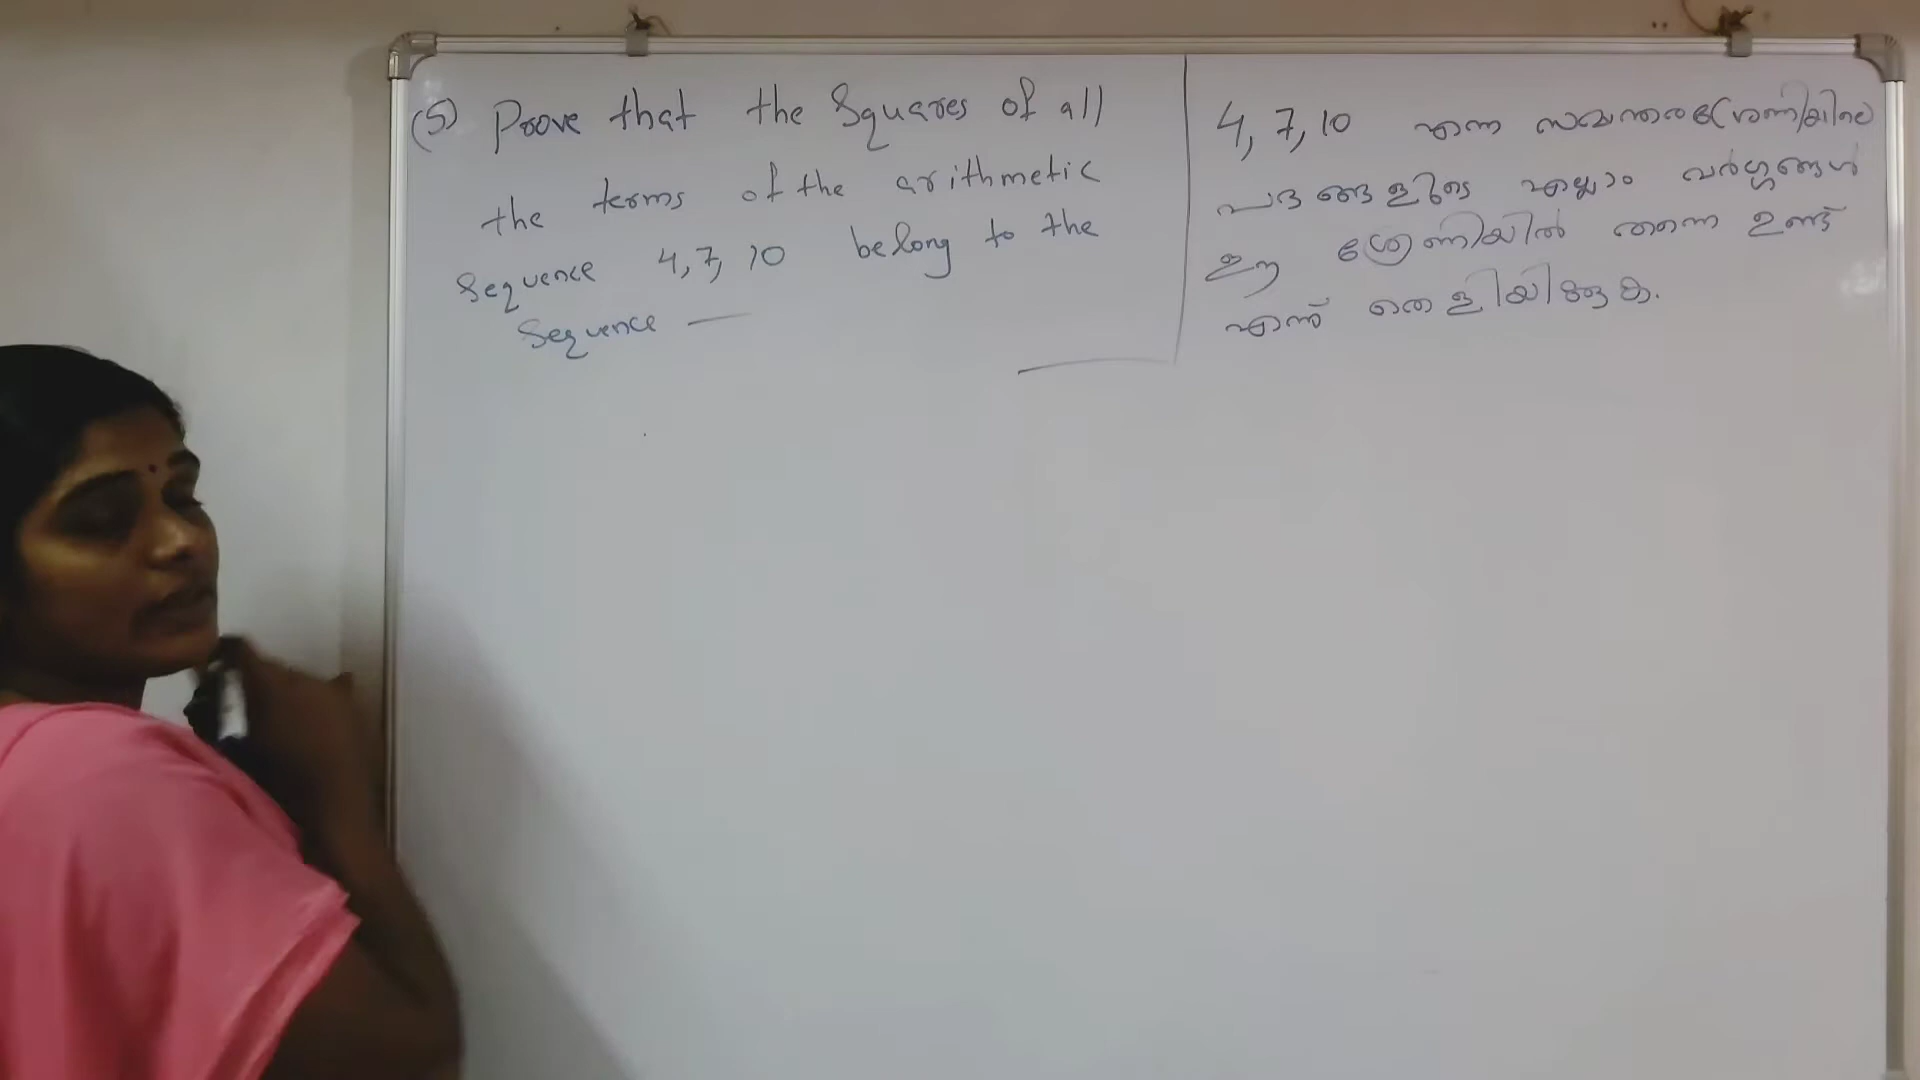 (5) Prove that the squares of all
the terms of the arithmetic
sequence 4, 7, 10 belong to the
sequence —
4, 7, 10 എന്ന സമാന്തരശ്രേണിയിലെ
പദങ്ങളുടെ എല്ലാം വർഗ്ഗങ്ങൾ
ഈ ശ്രേണിയിൽ തന്നെ ഉണ്ട്
എന്ന് തെളിയിക്കുക.